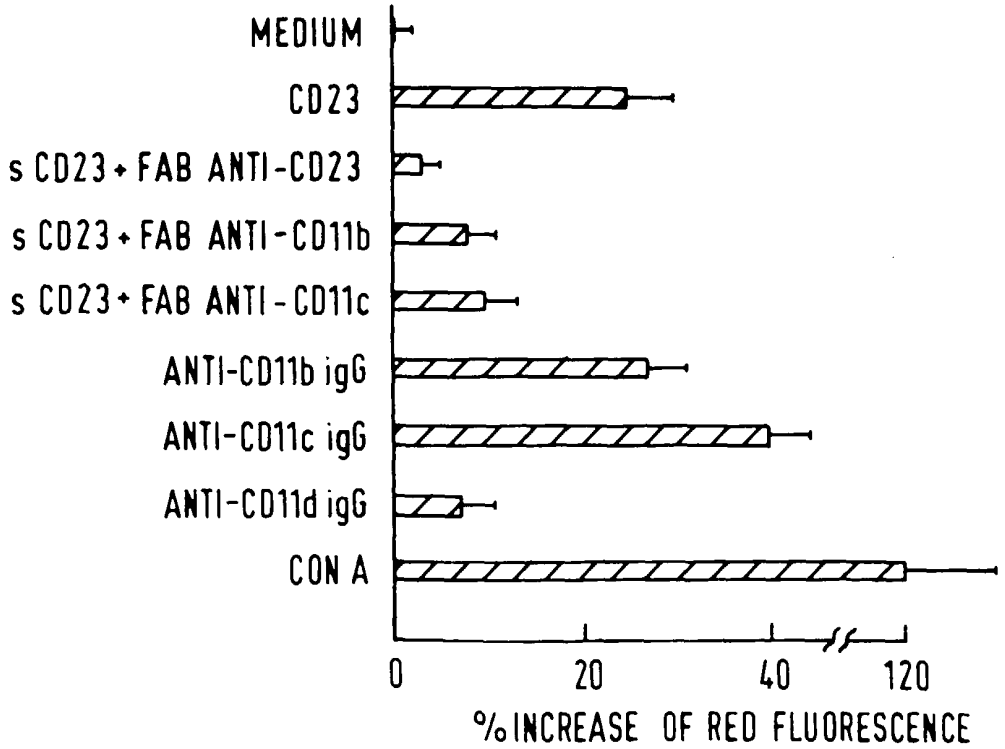 MEDIUM
CD23
s CD23 + FAB ANTI-CD23
s CD23 + FAB ANTI-CD11b
s CD23 + FAB ANTI-CD11c
ANTI-CD11b igG
ANTI-CD11c igG
ANTI-CD11d igG
CON A
0 20 40 120
% INCREASE OF RED FLUORESCENCE